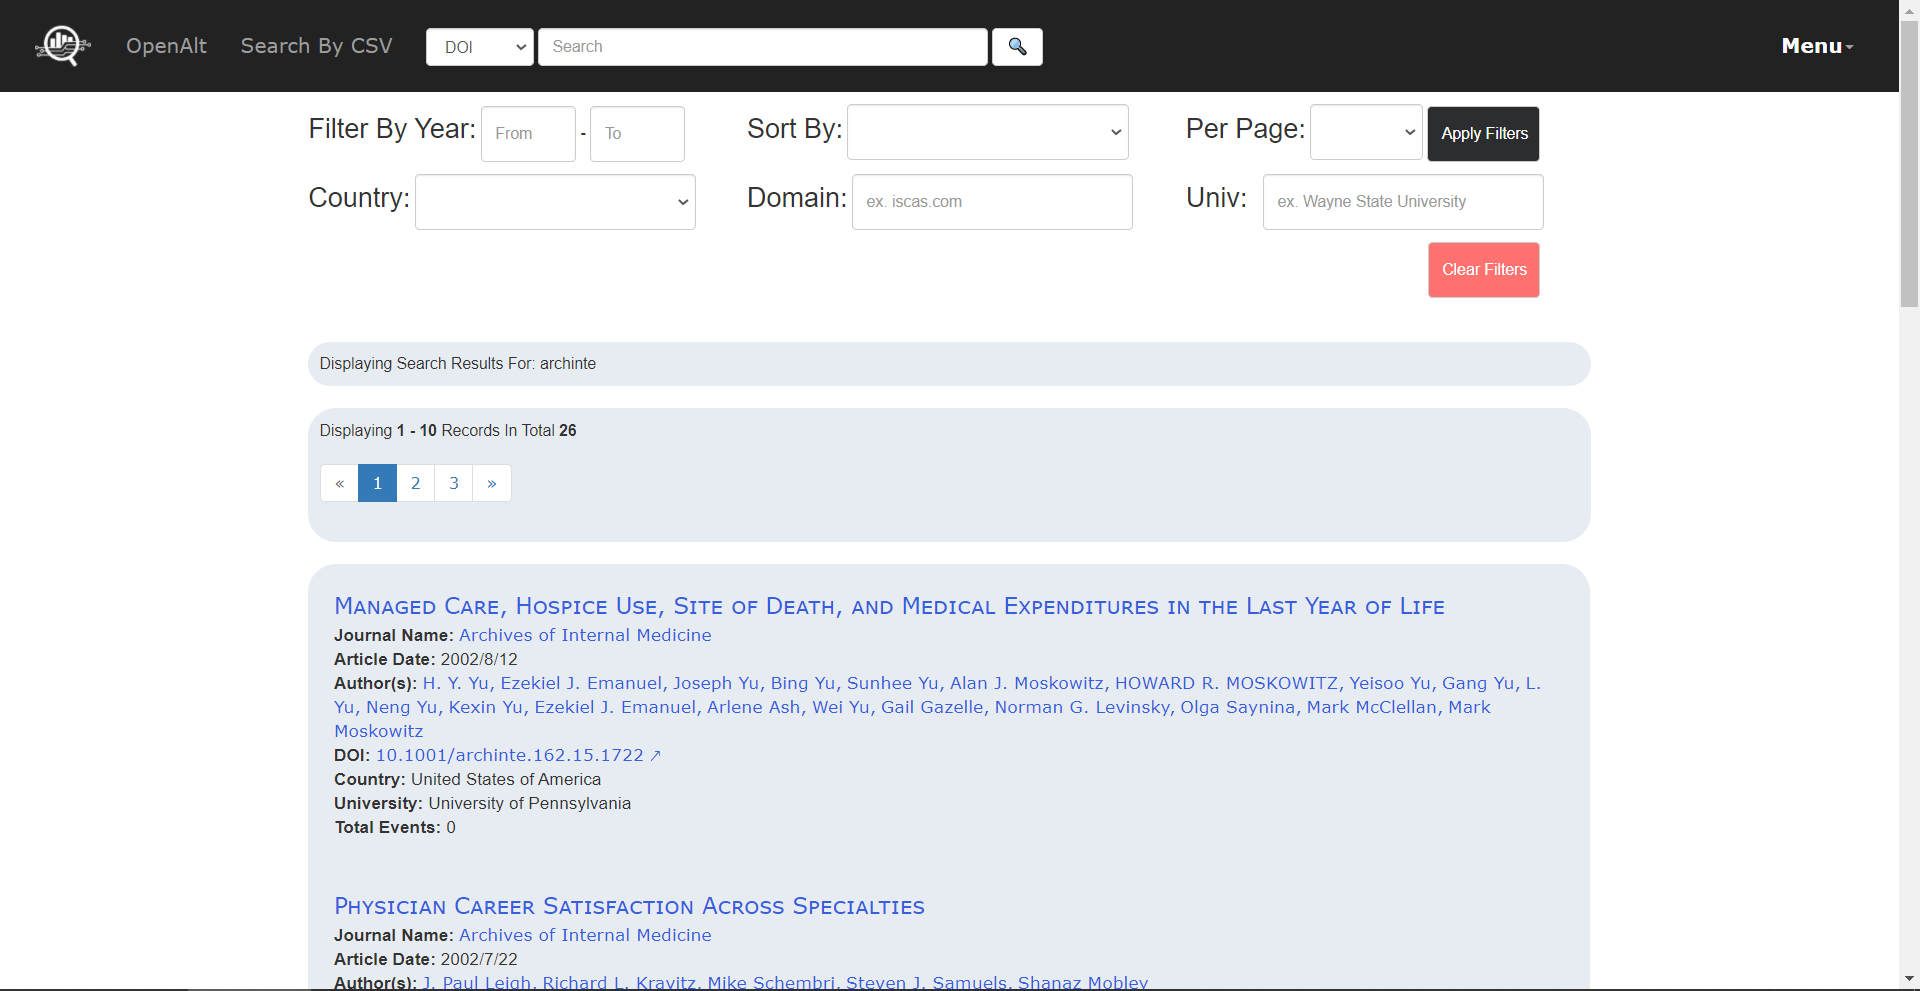 OpenAlt Search By CSV DOI Search Menu
Filter By Year: From - To Sort By: Per Page: Apply Filters
Country: Domain: ex. iscas.com Univ: ex. Wayne State University
Clear Filters
Displaying Search Results For: archinte
Displaying 1 - 10 Records In Total 26
« 1 2 3 »
Managed Care, Hospice Use, Site of Death, and Medical Expenditures in the Last Year of Life
Journal Name: Archives of Internal Medicine
Article Date: 2002/8/12
Author(s): H. Y. Yu, Ezekiel J. Emanuel, Joseph Yu, Bing Yu, Sunhee Yu, Alan J. Moskowitz, HOWARD R. MOSKOWITZ, Yeisoo Yu, Gang Yu, L.
Yu, Neng Yu, Kexin Yu, Ezekiel J. Emanuel, Arlene Ash, Wei Yu, Gail Gazelle, Norman G. Levinsky, Olga Saynina, Mark McClellan, Mark
Moskowitz
DOI: 10.1001/archinte.162.15.1722 ↗
Country: United States of America
University: University of Pennsylvania
Total Events: 0
Physician Career Satisfaction Across Specialties
Journal Name: Archives of Internal Medicine
Article Date: 2002/7/22
Author(s): J. Paul Leigh, Richard L. Kravitz, Mike Schembri, Steven J. Samuels, Shanaz Mobley